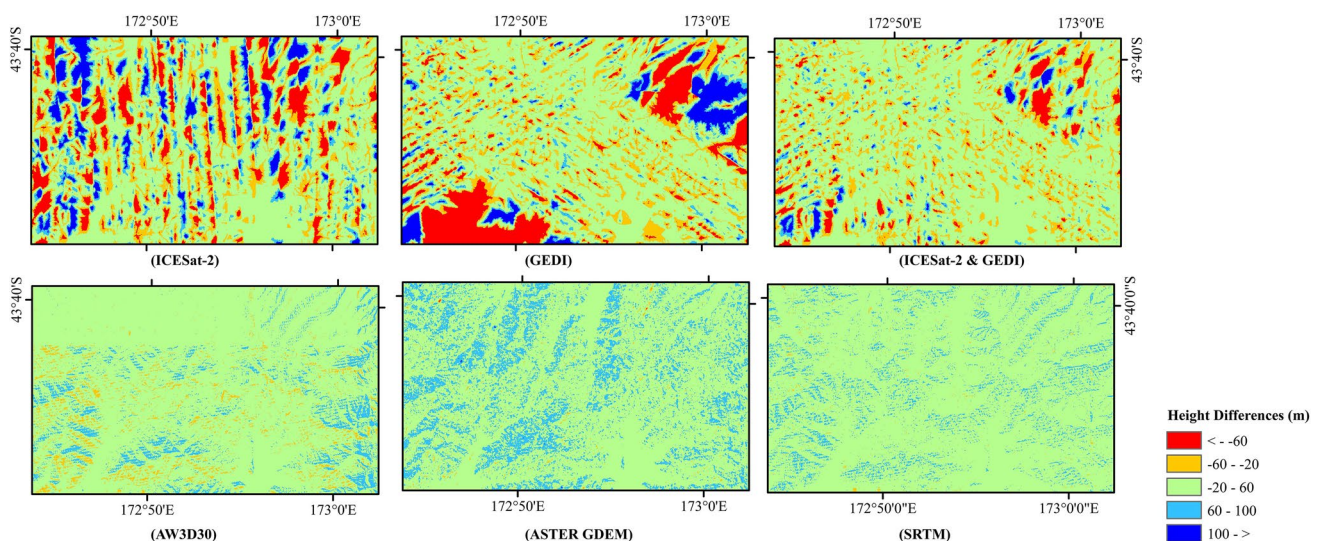 172°50'E 173°0'E 172°50'E 173°0'E 172°50'E 173°0'E
43°40'S 43°40'S
(ICESat-2) (GEDI) (ICESat-2 & GEDI)
43°40'S 43°40'0"S
172°50'E 173°0'E 172°50'E 173°0'E 172°50'0"E 173°0'0"E
(AW3D30) (ASTER GDEM) (SRTM)
Height Differences (m)
< - -60
-60 - -20
-20 - 60
60 - 100
100 - >